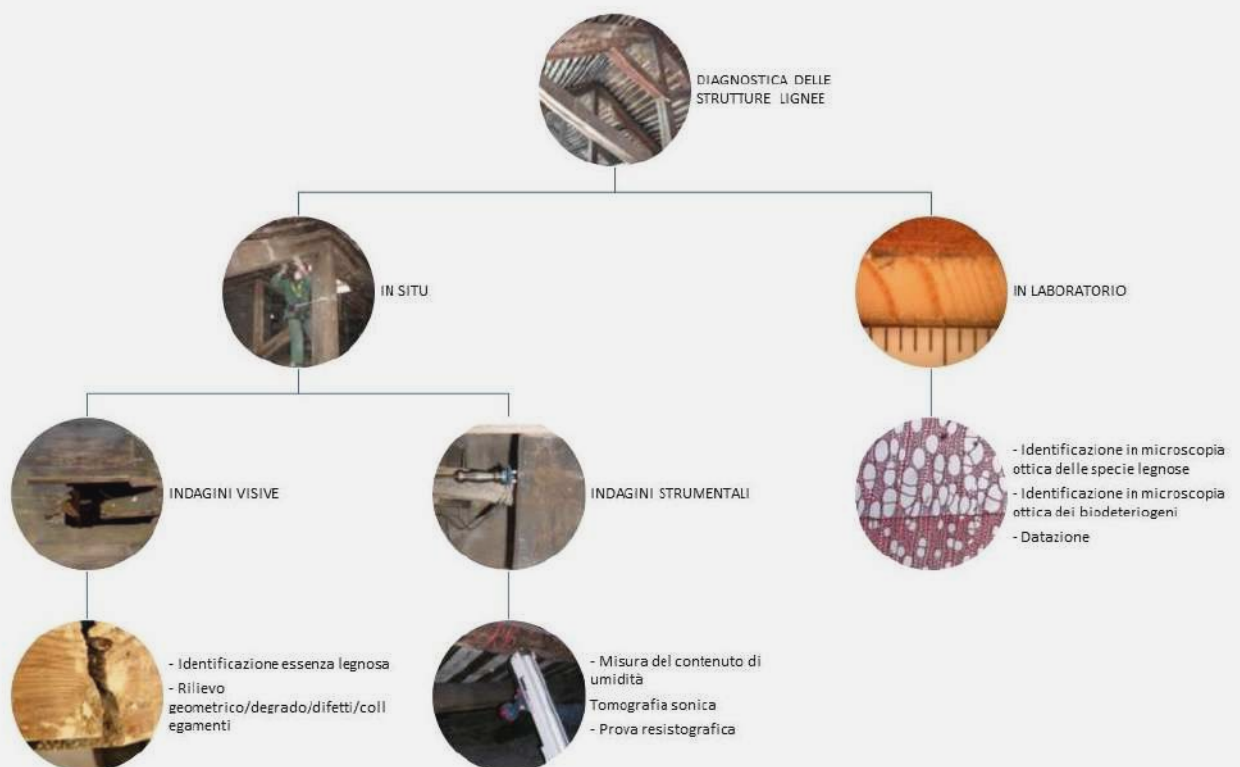 DIAGNOSTICA DELLE
STRUTTURE LIGNEE
IN SITU
IN LABORATORIO
INDAGINI VISIVE
INDAGINI STRUMENTALI
- Identificazione in microscopia
ottica delle specie legnose
- Identificazione in microscopia
ottica dei biodeteriogeni
- Datazione
- Identificazione essenza legnosa
- Rilievo
geometrico/degrado/difetti/coll
egamenti
- Misura del contenuto di
umidità
Tomografia sonica
- Prova resistografica